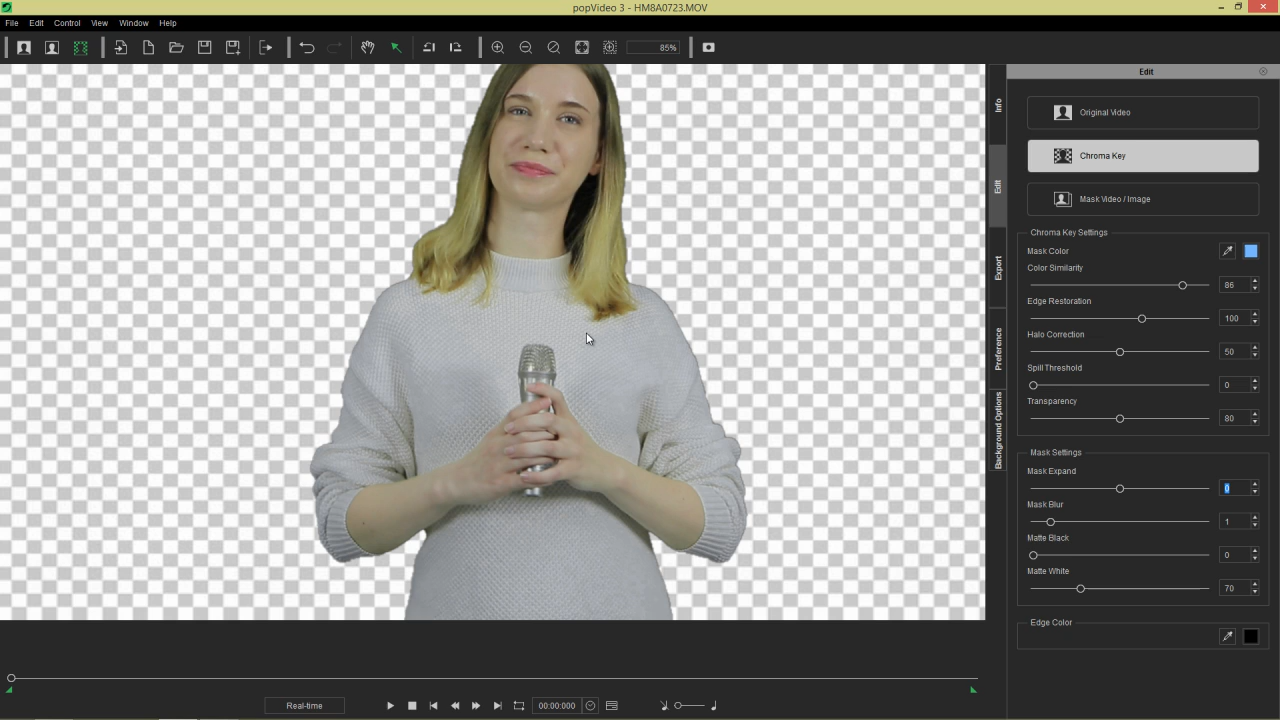 popVideo 3 - HM8A0723.MOV
File Edit Control View Window Help
85%
Edit
Info
Edit
Export
Preference
Background Options
Original Video
Chroma Key
Mask Video / Image
Chroma Key Settings
Mask Color
Color Similarity
86
Edge Restoration
100
Halo Correction
50
Spill Threshold
0
Transparency
80
Mask Settings
Mask Expand
0
Mask Blur
1
Matte Black
0
Matte White
70
Edge Color
Real-time
00:00:000